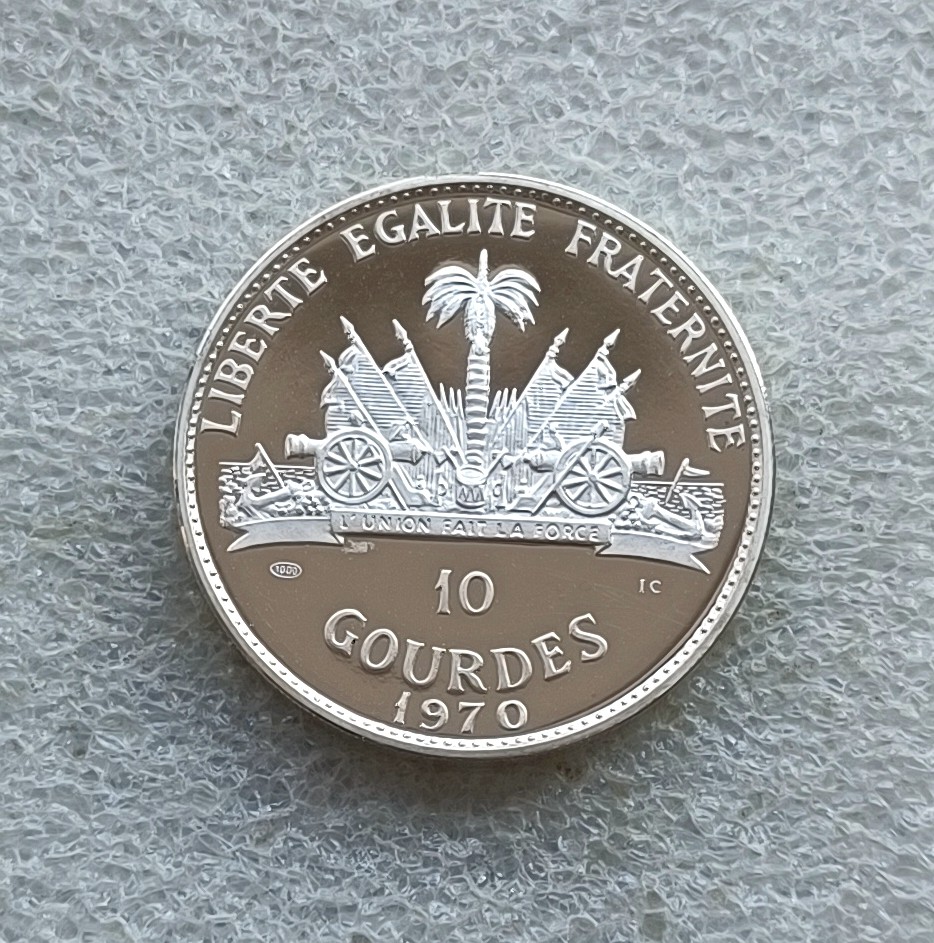 LIBERTE EGALITE FRATERNITE
L'UNION FAIT LA FORCE
1000
IC
10
GOURDES
1970